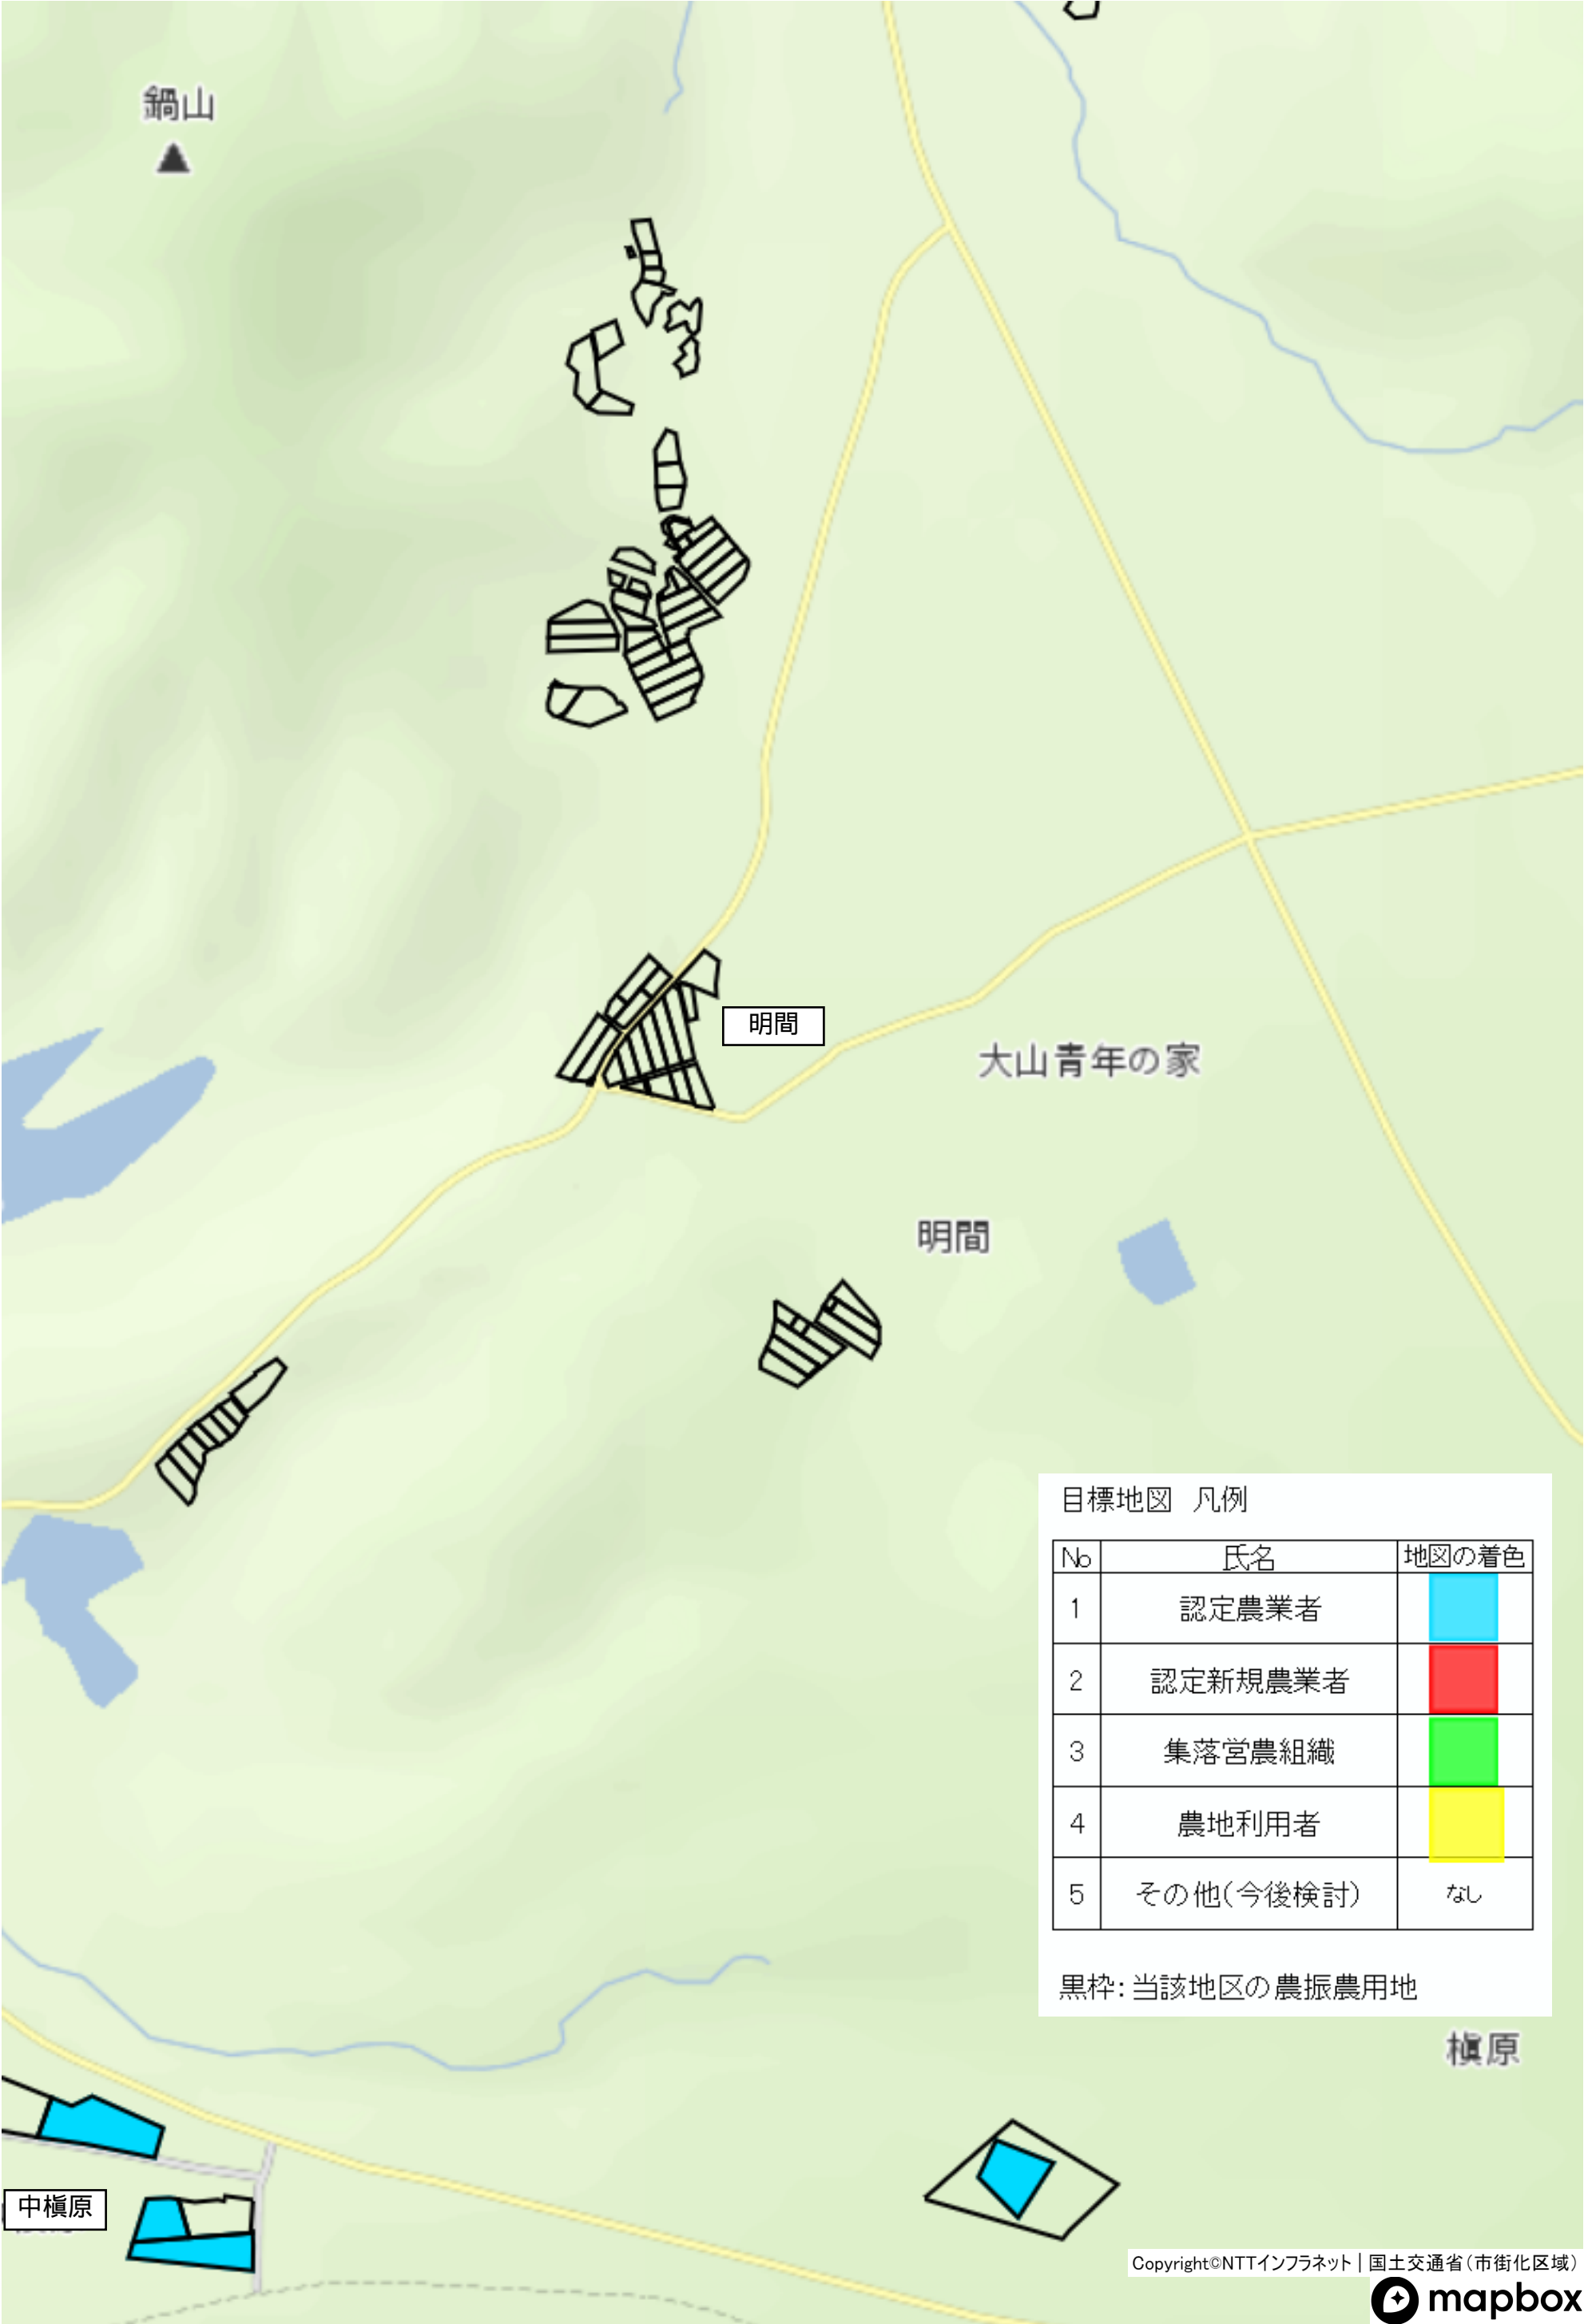 鍋山
明間
大山青年の家
明間
目標地図 凡例
No 氏名 地図の着色
1 認定農業者
2 認定新規農業者
3 集落営農組織
4 農地利用者
5 その他(今後検討) なし
黒枠:当該地区の農振農用地
槇原
中槇原
Copyright©NTTインフラネット | 国土交通省(市街化区域)
mapbox